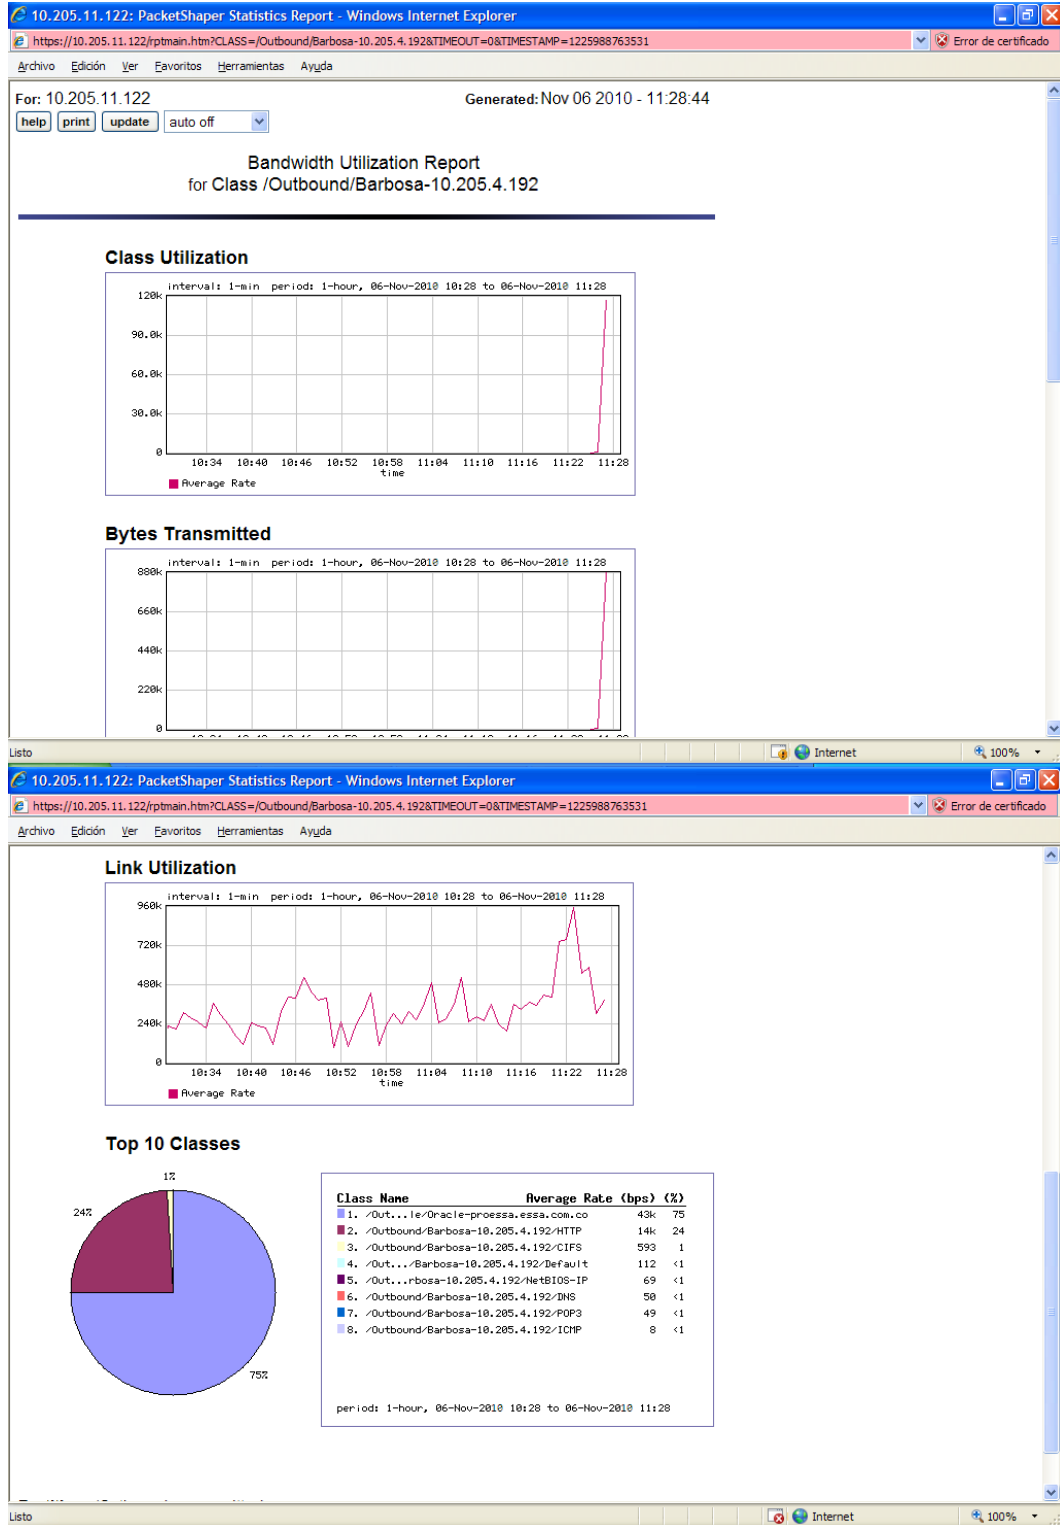 10.205.11.122: PacketShaper Statistics Report - Windows Internet Explorer
https://10.205.11.122/rptmain.htm?CLASS=/Outbound/Barbosa-10.205.4.192&TIMEOUT=0&TIMESTAMP=1225988763531 Error de certificado
Archivo Edición Ver Favoritos Herramientas Ayuda
For: 10.205.11.122 Generated: Nov 06 2010 - 11:28:44
help print update auto off
Bandwidth Utilization Report
for Class /Outbound/Barbosa-10.205.4.192
Class Utilization
interval: 1-min period: 1-hour, 06-Nov-2010 10:28 to 06-Nov-2010 11:28
120k
90.0k
60.0k
30.0k
0
10:34 10:40 10:46 10:52 10:58 11:04 11:10 11:16 11:22 11:28
time
Average Rate
Bytes Transmitted
interval: 1-min period: 1-hour, 06-Nov-2010 10:28 to 06-Nov-2010 11:28
880k
660k
440k
220k
0
Listo Internet 100%
10.205.11.122: PacketShaper Statistics Report - Windows Internet Explorer
https://10.205.11.122/rptmain.htm?CLASS=/Outbound/Barbosa-10.205.4.192&TIMEOUT=0&TIMESTAMP=1225988763531 Error de certificado
Archivo Edición Ver Favoritos Herramientas Ayuda
Link Utilization
interval: 1-min period: 1-hour, 06-Nov-2010 10:28 to 06-Nov-2010 11:28
960k
720k
480k
240k
0
10:34 10:40 10:46 10:52 10:58 11:04 11:10 11:16 11:22 11:28
time
Average Rate
Top 10 Classes
1%
24%
75%
Class Name Average Rate (bps) (%)
1. /Out...le/Oracle-proessa.essa.com.co 43k 75
2. /Outbound/Barbosa-10.205.4.192/HTTP 14k 24
3. /Outbound/Barbosa-10.205.4.192/CIFS 593 1
4. /Out.../Barbosa-10.205.4.192/Default 112 <1
5. /Out...rbosa-10.205.4.192/NetBIOS-IP 69 <1
6. /Outbound/Barbosa-10.205.4.192/DNS 50 <1
7. /Outbound/Barbosa-10.205.4.192/POP3 49 <1
8. /Outbound/Barbosa-10.205.4.192/ICMP 8 <1
period: 1-hour, 06-Nov-2010 10:28 to 06-Nov-2010 11:28
Listo Internet 100%